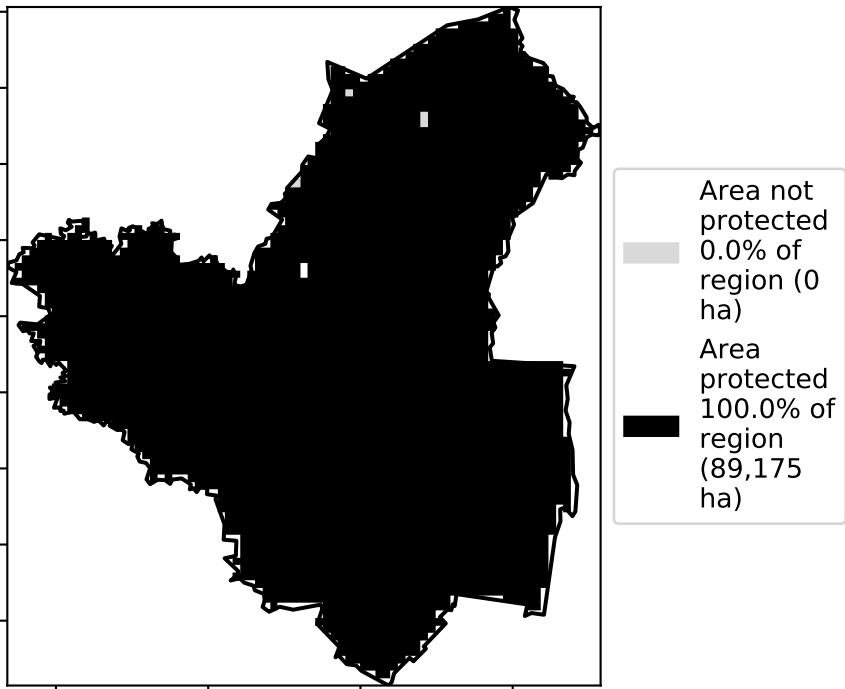 Area not
protected
0.0% of
region (0
ha)
Area
protected
100.0% of
region
(89,175
ha)